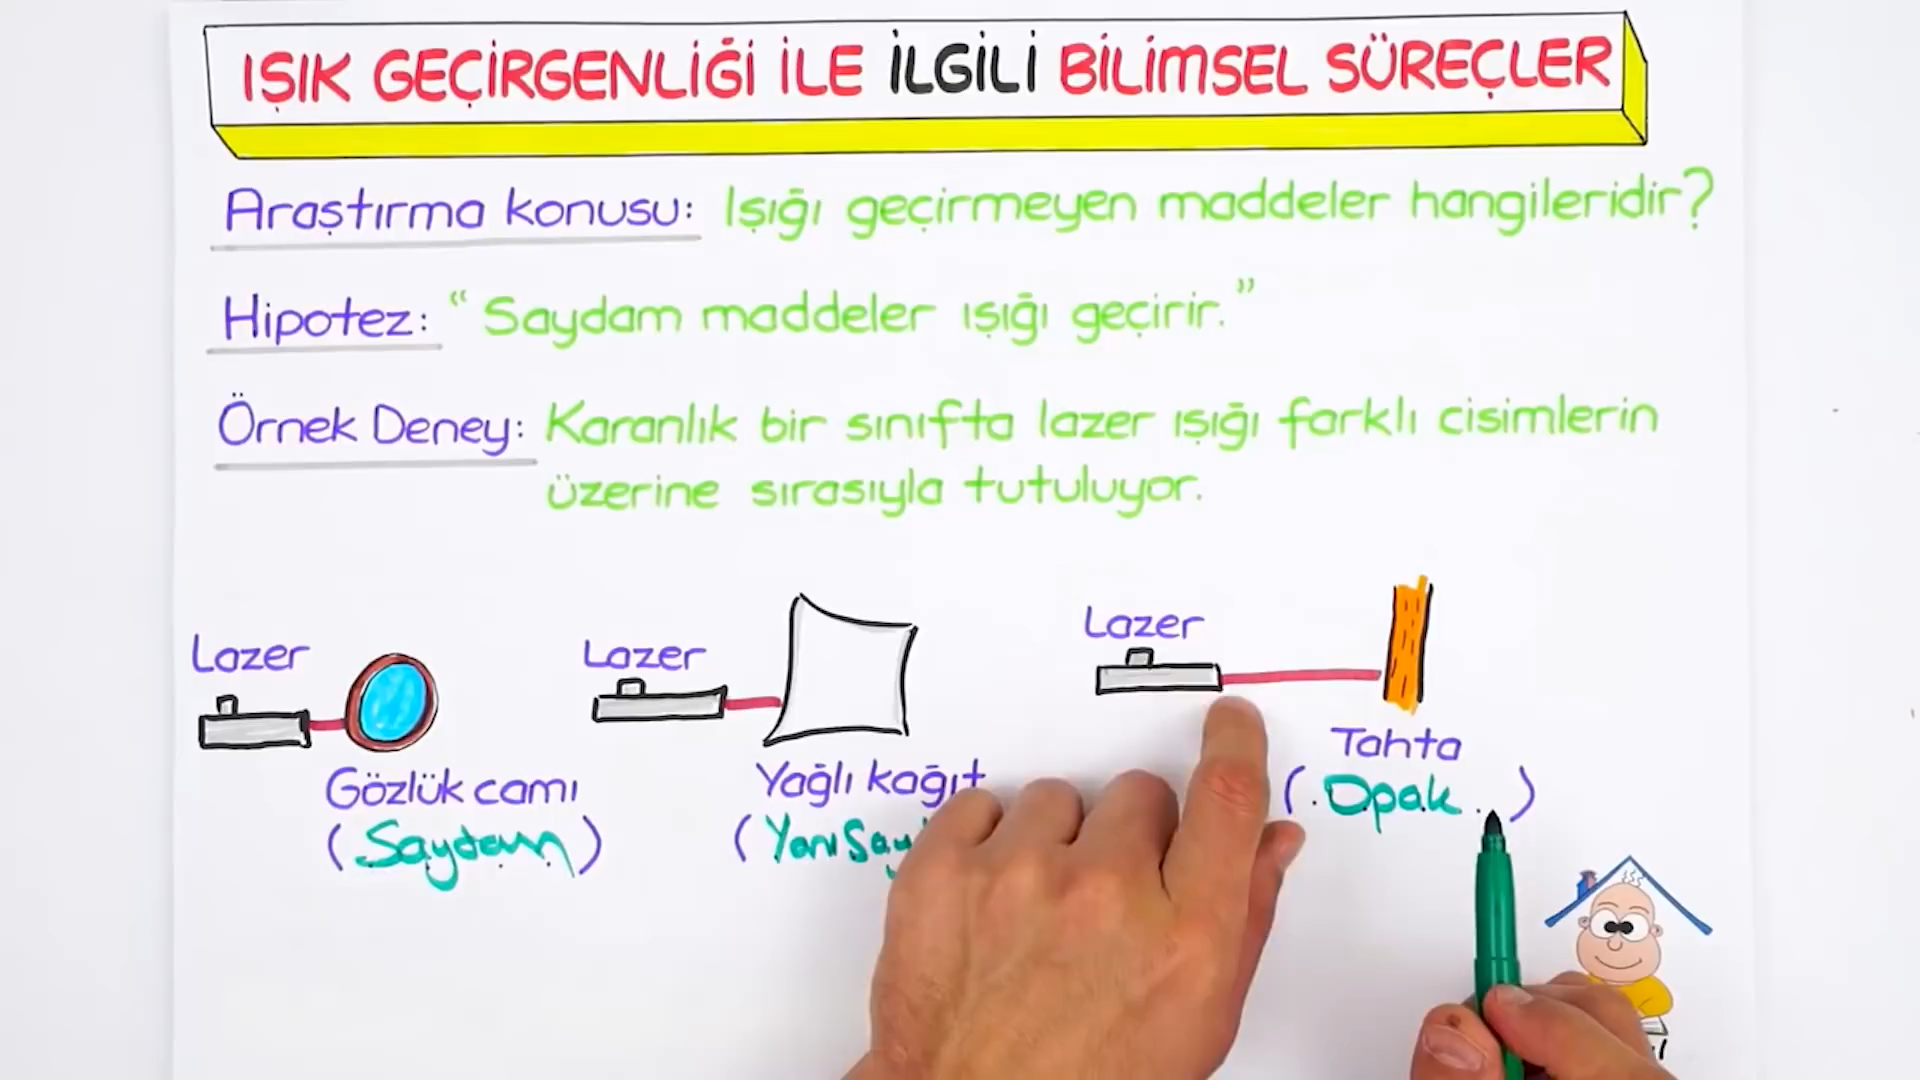 IŞIK GEÇİRGENLİĞİ İLE İLGİLİ BİLİMSEL SÜREÇLER
Araştırma konusu: Işığı geçirmeyen maddeler hangileridir?
Hipotez: “Saydam maddeler ışığı geçirir.”
Örnek Deney: Karanlık bir sınıfta lazer ışığı farklı cisimlerin
üzerine sırasıyla tutuluyor.
Lazer
Gözlük camı
(Saydam)
Lazer
Yağlı kağıt
(Yarı Say
Lazer
Tahta
(.Opak..)